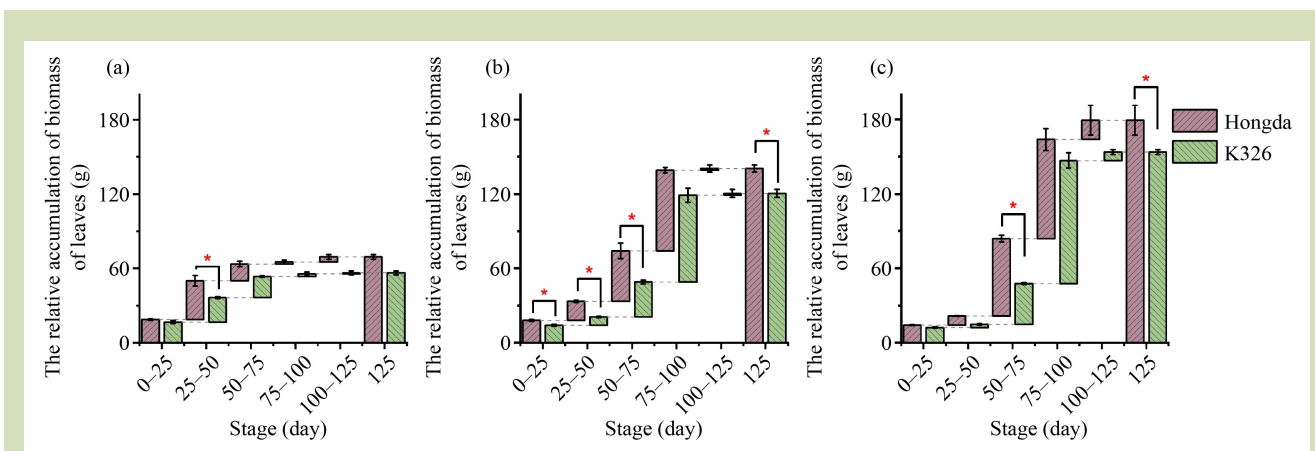 (a)
The relative accumulation of biomass
of leaves (g)
180
120
60
0
*
0–25
25–50
50–75
75–100
100–125
125
Stage (day)
(b)
The relative accumulation of biomass
of leaves (g)
180
120
60
0
*
*
*
*
0–25
25–50
50–75
75–100
100–125
125
Stage (day)
(c)
The relative accumulation of biomass
of leaves (g)
180
120
60
0
*
*
0–25
25–50
50–75
75–100
100–125
125
Stage (day)
Hongda
K326